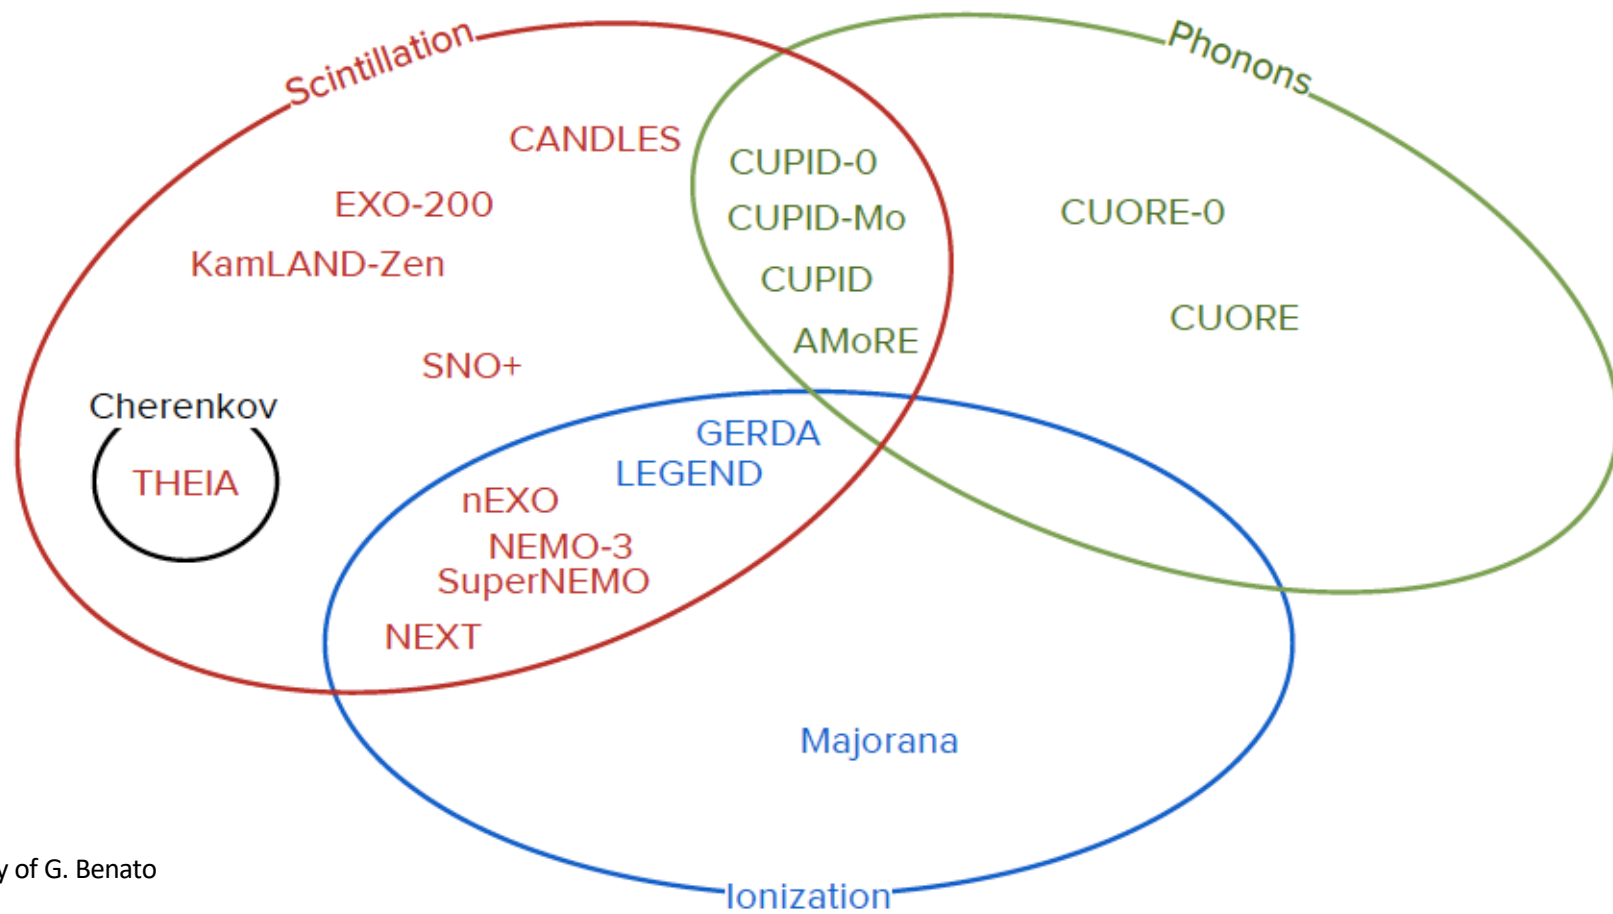 Scintillation
Phonons
CANDLES
CUPID-0
EXO-200
CUPID-Mo
CUORE-0
KamLAND-Zen
CUPID
CUORE
AMoRE
SNO+
Cherenkov
THEIA
GERDA
LEGEND
nEXO
NEMO-3
SuperNEMO
NEXT
Majorana
y of G. Benato
Ionization